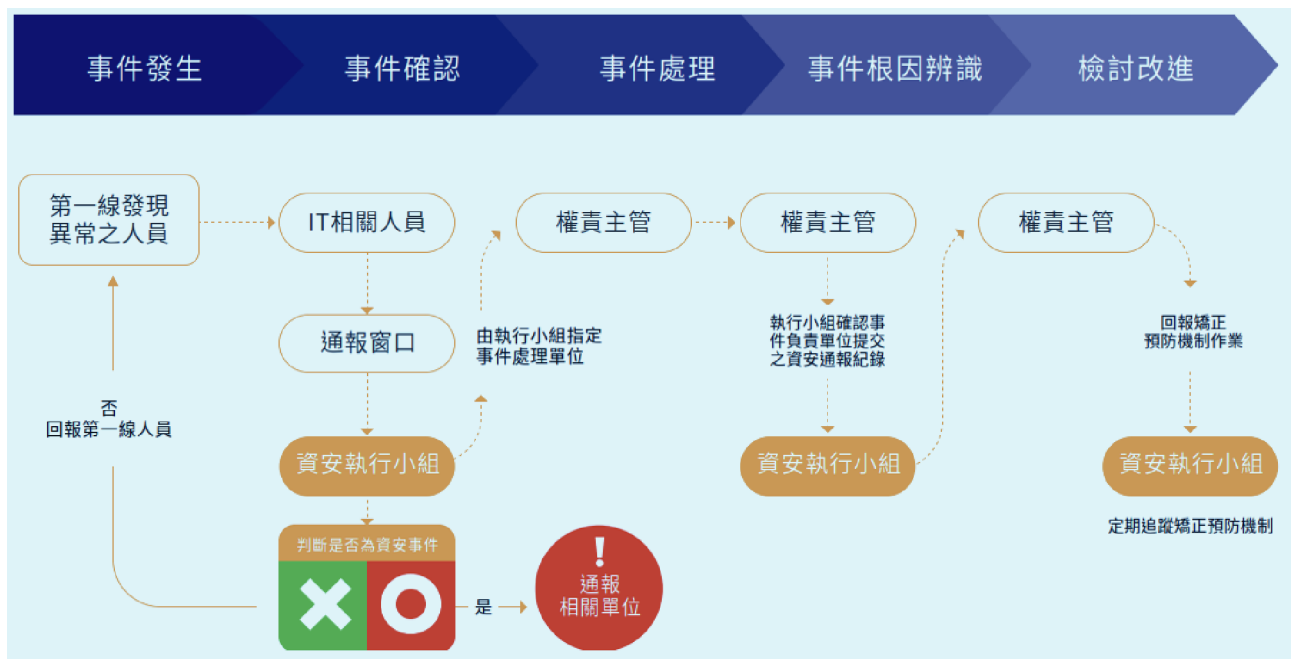 事件發生
事件確認
事件處理
事件根因辨識
檢討改進
第一線發現
異常之人員
IT相關人員
權責主管
權責主管
權責主管
通報窗口
由執行小組指定
事件處理單位
執行小組確認事
件負責單位提交
之資安通報紀錄
回報矯正
預防機制作業
否
回報第一線人員
資安執行小組
資安執行小組
資安執行小組
定期追蹤矯正預防機制
判斷是否為資安事件
是
!
通報
相關單位